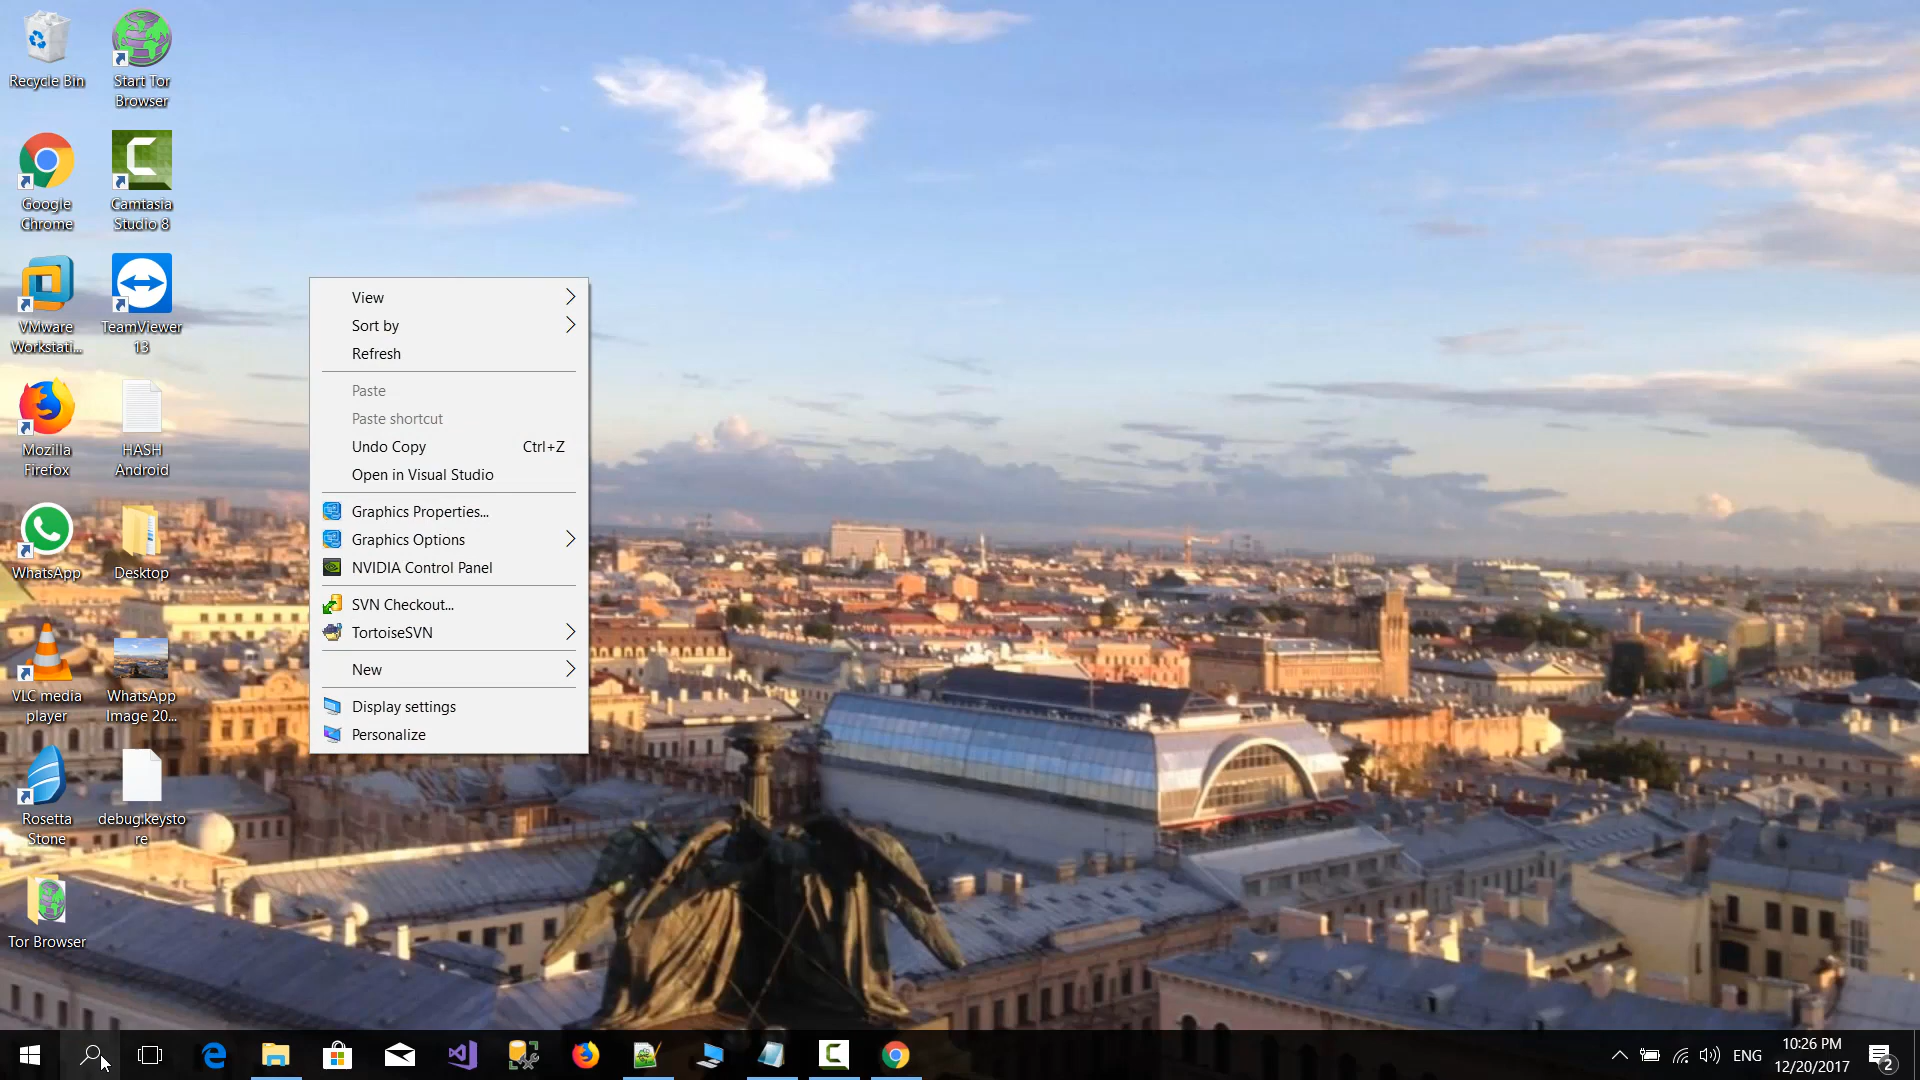 Recycle Bin
Start Tor
Browser
Google
Chrome
Camtasia
Studio 8
VMware
Workstati...
TeamViewer
13
Mozilla
Firefox
HASH
Android
WhatsApp
Desktop
VLC media
player
WhatsApp
Image 20...
Rosetta
Stone
debug.keysto
re
Tor Browser
View
Sort by
Refresh
Paste
Paste shortcut
Undo Copy Ctrl+Z
Open in Visual Studio
Graphics Properties...
Graphics Options
NVIDIA Control Panel
SVN Checkout...
TortoiseSVN
New
Display settings
Personalize
ENG
10:26 PM
12/20/2017
2